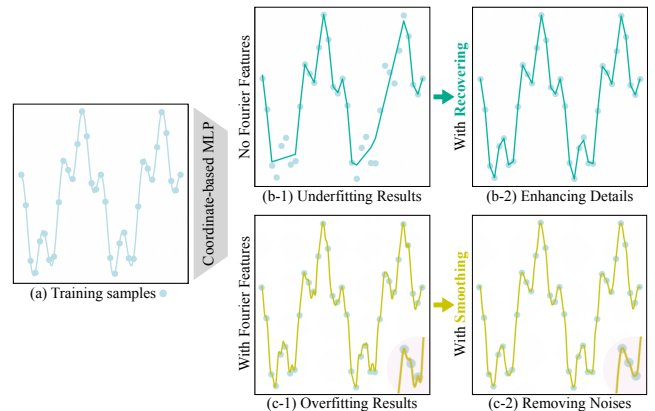 (a) Training samples
Coordinate-based MLP
No Fourier Features
(b-1) Underfitting Results
With Recovering
(b-2) Enhancing Details
With Fourier Features
(c-1) Overfitting Results
With Smoothing
(c-2) Removing Noises